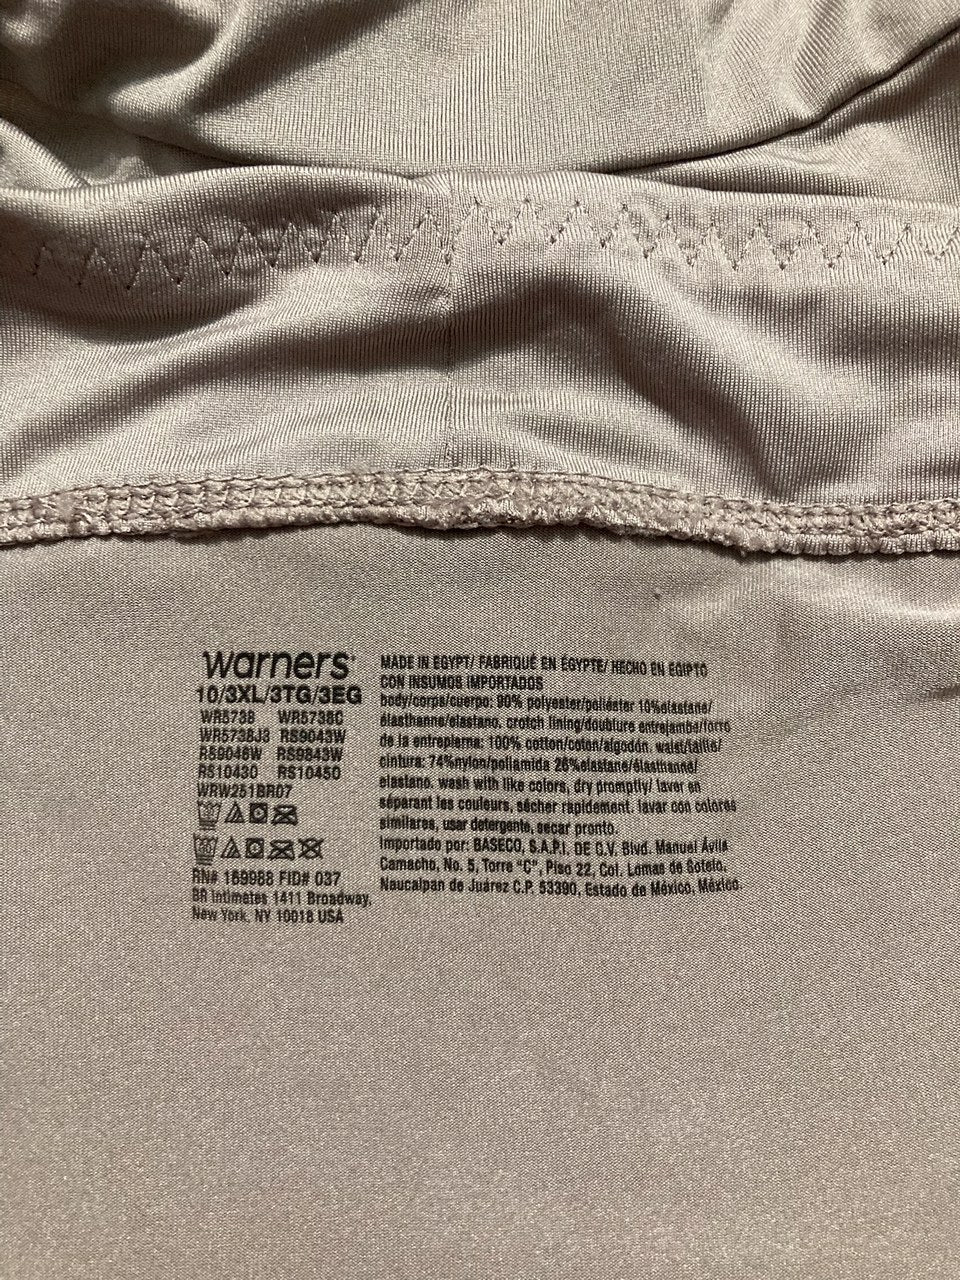 warners
10/3XL/3TG/3EG
WR5738 WR5738C
WR5738J3 RS9043W
RS9046W RS9843W
RS10430 RS10450
WRW251BR07
RN# 169988 FID# 037
BR Intimates 1411 Broadway,
New York, NY 10018 USA
MADE IN EGYPT/ FABRIQUÉ EN ÉGYPTE/ HECHO EN EGIPTO
CON INSUMOS IMPORTADOS
body/corps/cuerpo: 90% polyester/poliéster 10%elastane/
élasthanne/elastano. crotch lining/doublure entrejambe/forro
de la entrepierna: 100% cotton/coton/algodón. waist/taille/
cintura: 74%nylon/poliamida 26%elastane/élasthanne/
elastano. wash with like colors, dry promptly/ laver en
séparant les couleurs, sécher rapidement. lavar con colores
similares, usar detergente, secar pronto.
Importado por: BASECO, S.A.P.I. DE C.V. Blvd. Manuel Ávila
Camacho, No. 5, Torre "C", Piso 22, Col. Lomas de Sotelo,
Naucalpan de Juárez C.P. 53390, Estado de México, México.